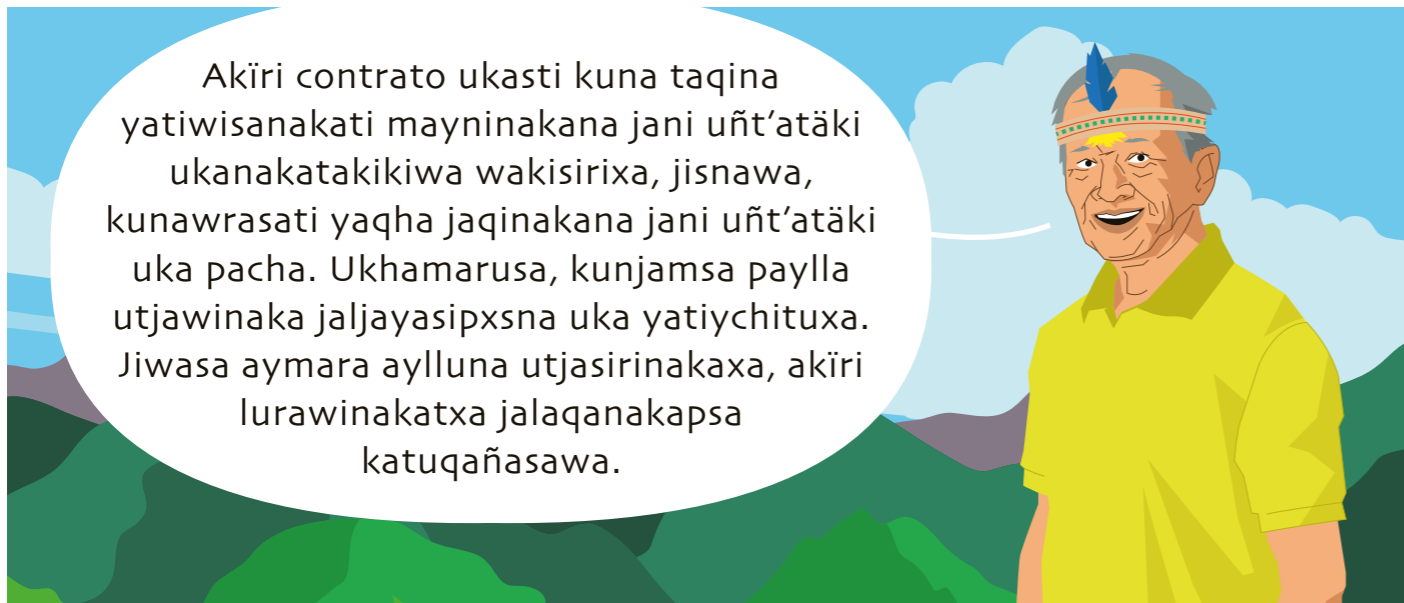 Akïri contrato ukasti kuna taqina
yatiwisanakati mayninakana jani uñt’atäki
ukanakatakikiwa wakisirixa, jisnawa,
kunawrasati yaqha jaqinakana jani uñt’atäki
uka pacha. Ukhamarusa, kunjamsa paylla
utjawinaka jaljayasipxsna uka yatiychituxa.
Jiwasa aymara aylluna utjasirinakaxa, akïri
lurawinakatxa jalaqanakapsa
katuqañasawa.